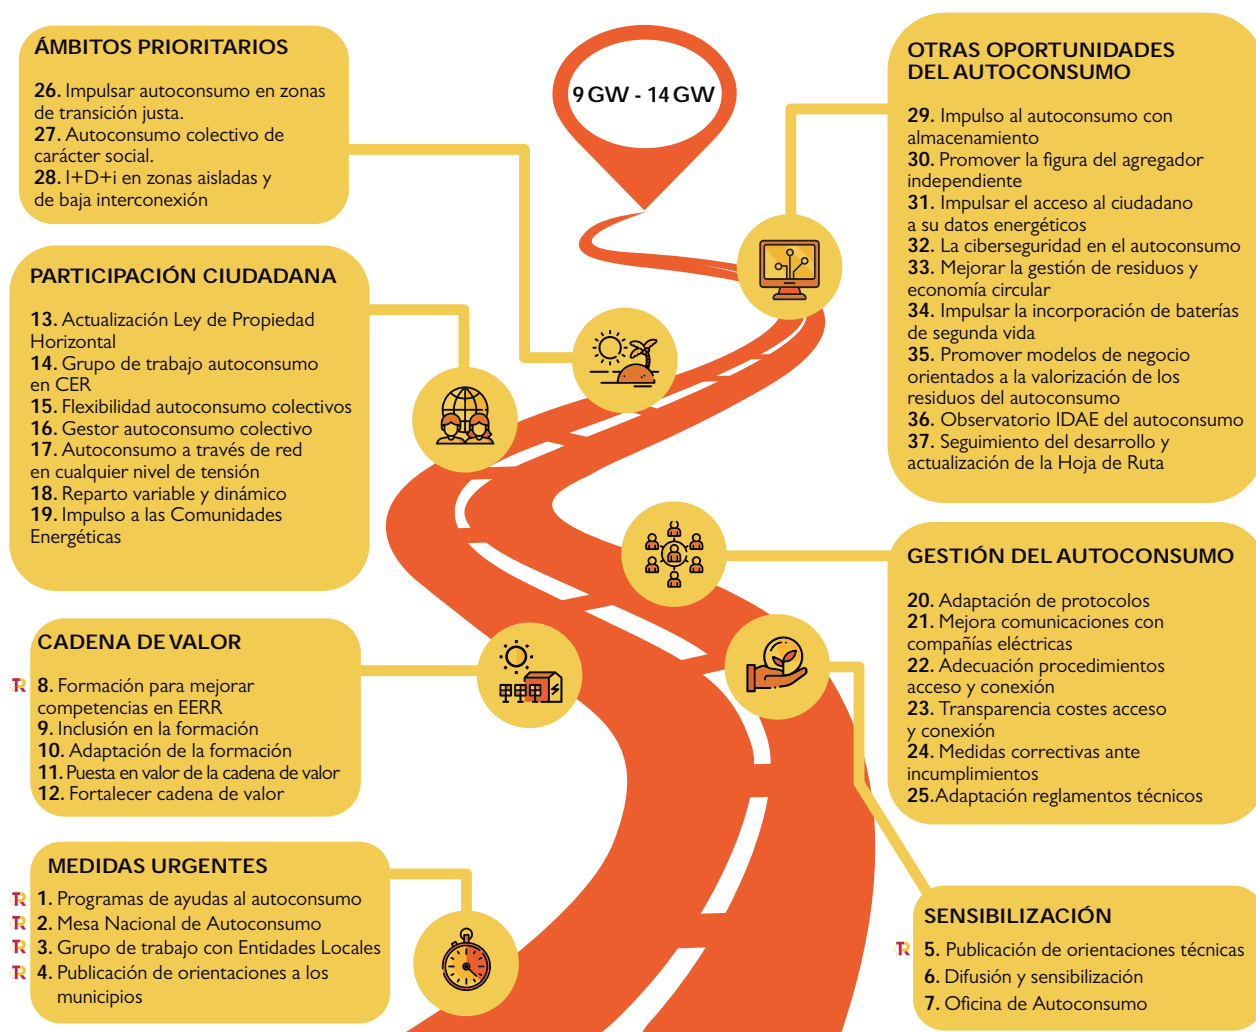 ÁMBITOS PRIORITARIOS
26. Impulsar autoconsumo en zonas
de transición justa.
27. Autoconsumo colectivo de
carácter social.
28. I+D+i en zonas aisladas y
de baja interconexión
9 GW - 14 GW
OTRAS OPORTUNIDADES
DEL AUTOCONSUMO
29. Impulso al autoconsumo con
almacenamiento
30. Promover la figura del agregador
independiente
31. Impulsar el acceso al ciudadano
a su datos energéticos
32. La ciberseguridad en el autoconsumo
33. Mejorar la gestión de residuos y
economía circular
34. Impulsar la incorporación de baterías
de segunda vida
35. Promover modelos de negocio
orientados a la valorización de los
residuos del autoconsumo
36. Observatorio IDAE del autoconsumo
37. Seguimiento del desarrollo y
actualización de la Hoja de Ruta
PARTICIPACIÓN CIUDADANA
13. Actualización Ley de Propiedad
Horizontal
14. Grupo de trabajo autoconsumo
en CER
15. Flexibilidad autoconsumo colectivos
16. Gestor autoconsumo colectivo
17. Autoconsumo a través de red
en cualquier nivel de tensión
18. Reparto variable y dinámico
19. Impulso a las Comunidades
Energéticas
GESTIÓN DEL AUTOCONSUMO
20. Adaptación de protocolos
21. Mejora comunicaciones con
compañías eléctricas
22. Adecuación procedimientos
acceso y conexión
23. Transparencia costes acceso
y conexión
24. Medidas correctivas ante
incumplimientos
25.Adaptación reglamentos técnicos
CADENA DE VALOR
TR 8. Formación para mejorar
competencias en EERR
9. Inclusión en la formación
10. Adaptación de la formación
11. Puesta en valor de la cadena de valor
12. Fortalecer cadena de valor
MEDIDAS URGENTES
TR 1. Programas de ayudas al autoconsumo
TR 2. Mesa Nacional de Autoconsumo
TR 3. Grupo de trabajo con Entidades Locales
TR 4. Publicación de orientaciones a los
municipios
SENSIBILIZACIÓN
TR 5. Publicación de orientaciones técnicas
6. Difusión y sensibilización
7. Oficina de Autoconsumo